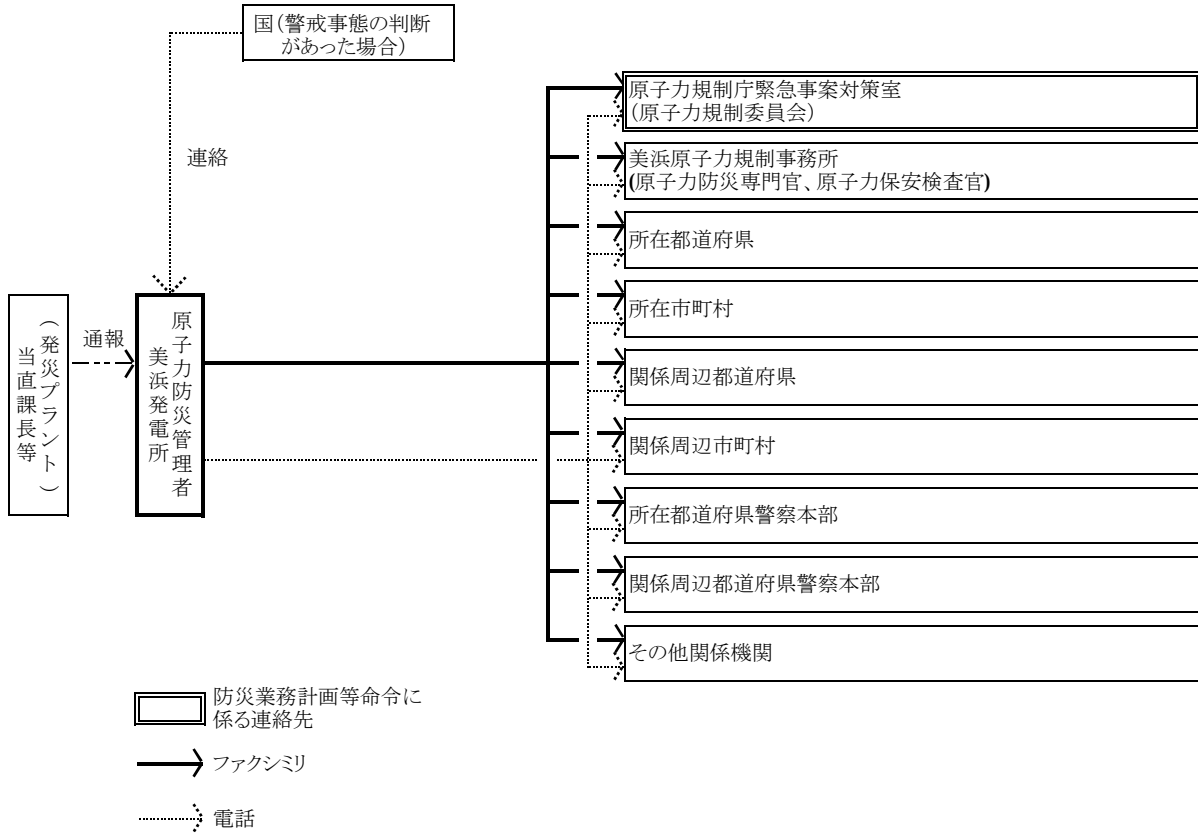 国（警戒事態の判断
があった場合）
原子力規制庁緊急事案対策室
（原子力規制委員会）
連絡
美浜原子力規制事務所
(原子力防災専門官、原子力保安検査官)
所在都道府県
所在市町村
通報
（発災プラント）
当直課長等
原子力防災管理者
美浜発電所
関係周辺都道府県
関係周辺市町村
所在都道府県警察本部
関係周辺都道府県警察本部
その他関係機関
防災業務計画等命令に
係る連絡先
ファクシミリ
電話